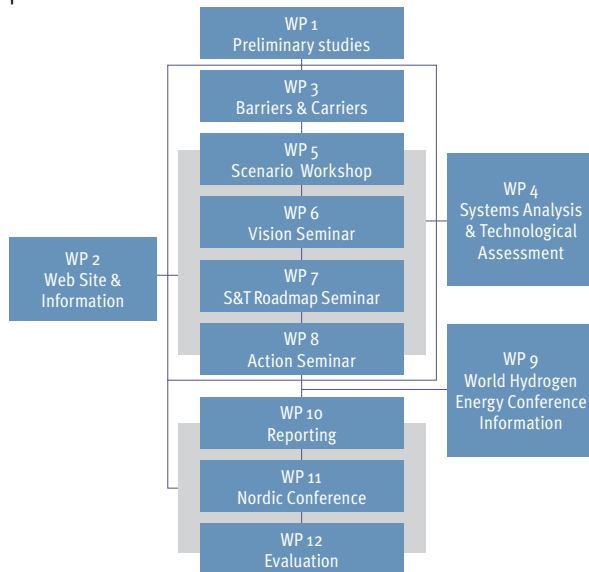 WP 1
Preliminary studies
WP 3
Barriers & Carriers
WP 5
Scenario Workshop
WP 6
Vision Seminar
WP 7
S&T Roadmap Seminar
WP 8
Action Seminar
WP 2
Web Site &
Information
WP 4
Systems Analysis
& Technological
Assessment
WP 9
World Hydrogen
Energy Conference
Information
WP 10
Reporting
WP 11
Nordic Conference
WP 12
Evaluation